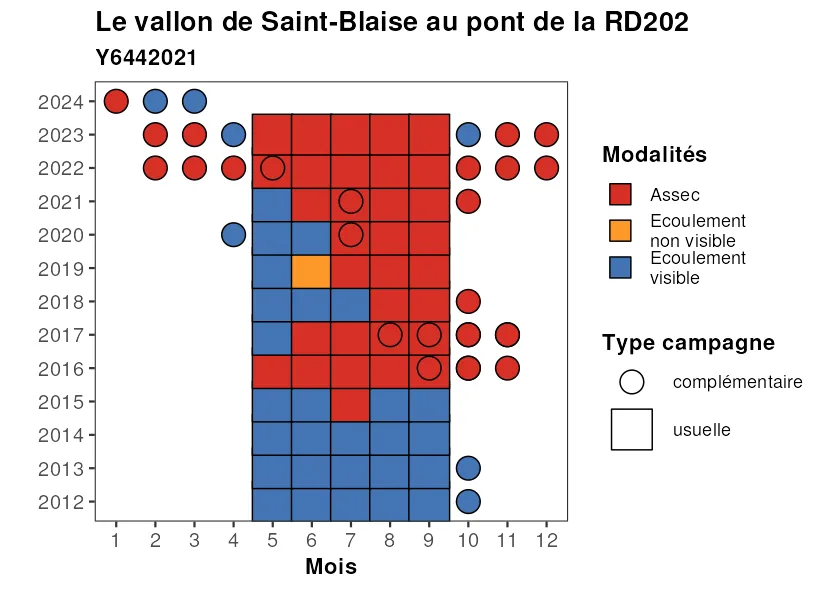 Le vallon de Saint-Blaise au pont de la RD202
Y6442021
2024
2023
2022
2021
2020
2019
2018
2017
2016
2015
2014
2013
2012
1 2 3 4 5 6 7 8 9 10 11 12
Mois
Modalités
Assec
Ecoulement
non visible
Ecoulement
visible
Type campagne
complémentaire
usuelle